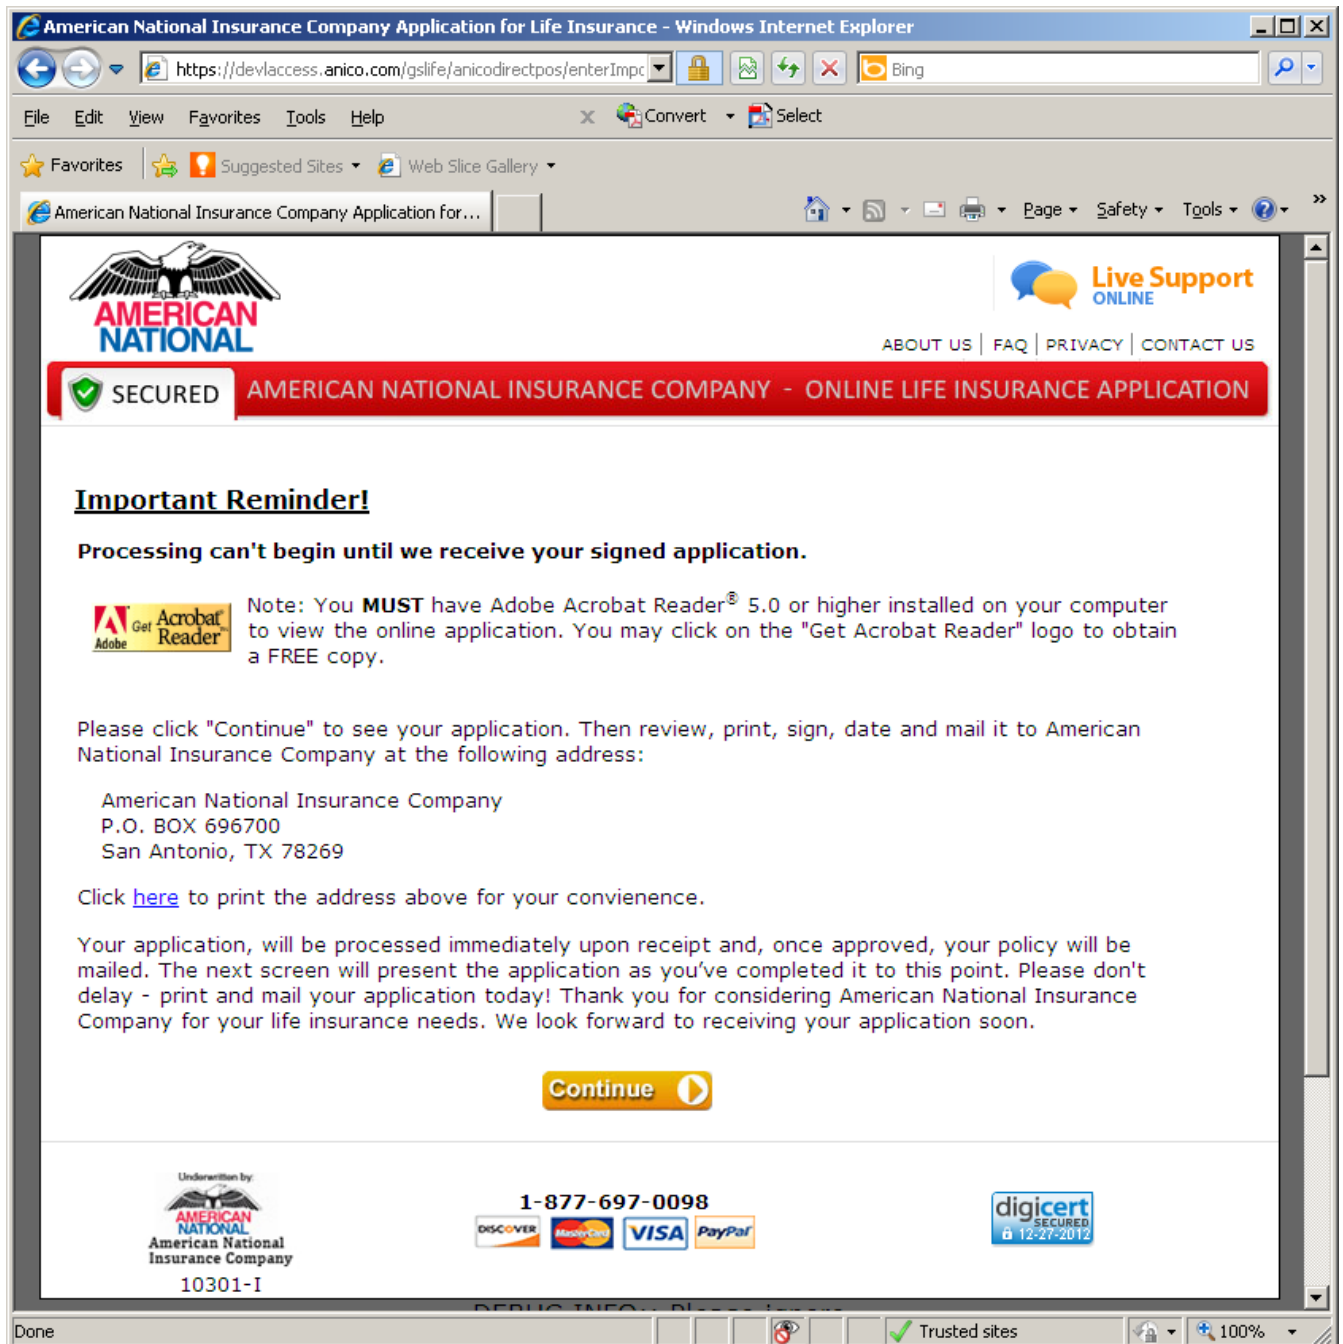 American National Insurance Company Application for Life Insurance - Windows Internet Explorer
https://devlaccess.anico.com/gslife/anicodirectpos/enterImpc
Bing
File Edit View Favorites Tools Help
x Convert Select
Favorites Suggested Sites Web Slice Gallery
American National Insurance Company Application for...
Page Safety Tools »
AMERICAN
NATIONAL
Live Support
ONLINE
ABOUT US | FAQ | PRIVACY | CONTACT US
SECURED AMERICAN NATIONAL INSURANCE COMPANY - ONLINE LIFE INSURANCE APPLICATION
Important Reminder!
Processing can't begin until we receive your signed application.
Adobe Get Acrobat Reader
Note: You MUST have Adobe Acrobat Reader® 5.0 or higher installed on your computer
to view the online application. You may click on the "Get Acrobat Reader" logo to obtain
a FREE copy.
Please click "Continue" to see your application. Then review, print, sign, date and mail it to American
National Insurance Company at the following address:
American National Insurance Company
P.O. BOX 696700
San Antonio, TX 78269
Click here to print the address above for your convienence.
Your application, will be processed immediately upon receipt and, once approved, your policy will be
mailed. The next screen will present the application as you've completed it to this point. Please don't
delay - print and mail your application today! Thank you for considering American National Insurance
Company for your life insurance needs. We look forward to receiving your application soon.
Continue
Underwritten by:
AMERICAN
NATIONAL
American National
Insurance Company
10301-I
1-877-697-0098
DISCOVER MasterCard VISA PayPal
digicert
SECURED
12-27-2012
DEBUG INFO: Please ignore
Done Trusted sites 100%